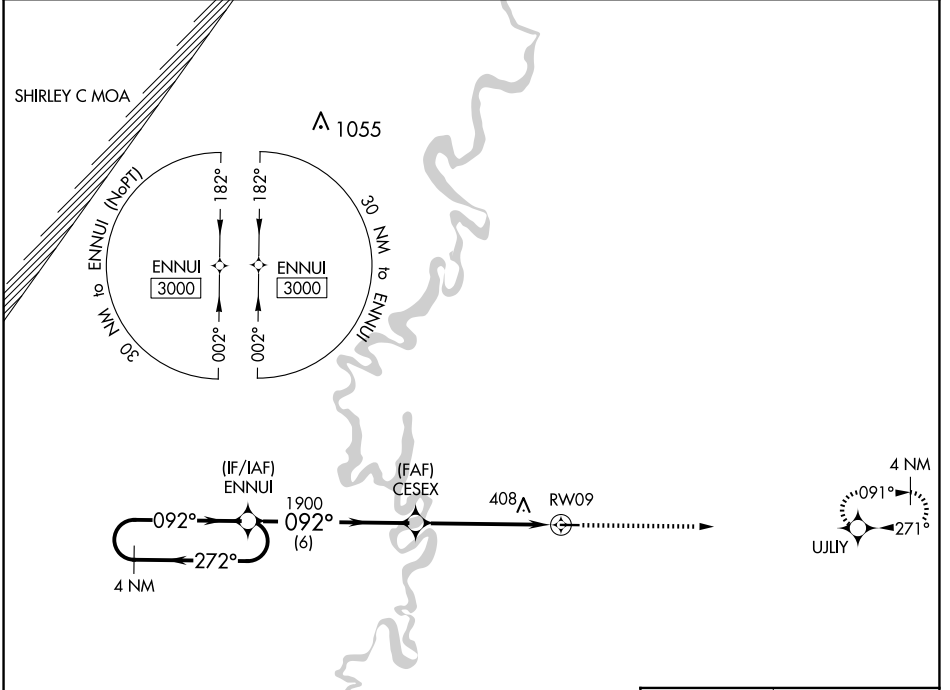 SHIRLEY C MOA
1055
30 NM to ENNUI (NoPT)
182°
182°
30 NM to ENNUI
ENNUI
3000
ENNUI
3000
002°
002°
(IF/IAF)
ENNUI
092°
272°
4 NM
1900
092°
(6)
(FAF)
CESEX
408
RW09
4 NM
091°
271°
UJLIY